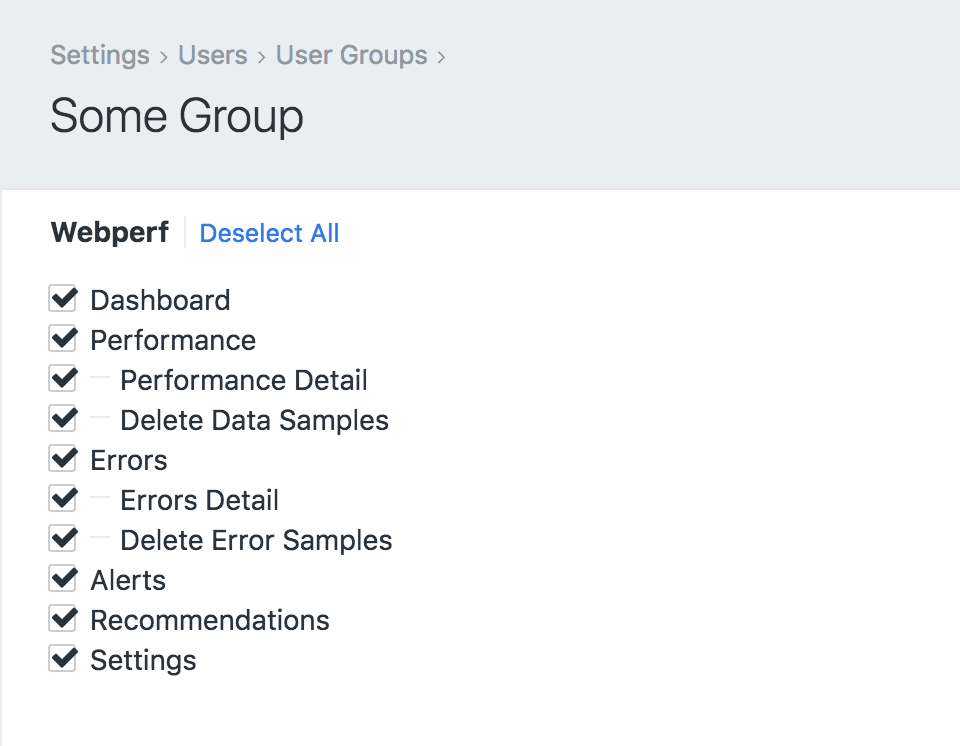 Settings › Users › User Groups ›
Some Group
Webperf Deselect All
Dashboard
Performance
Performance Detail
Delete Data Samples
Errors
Errors Detail
Delete Error Samples
Alerts
Recommendations
Settings